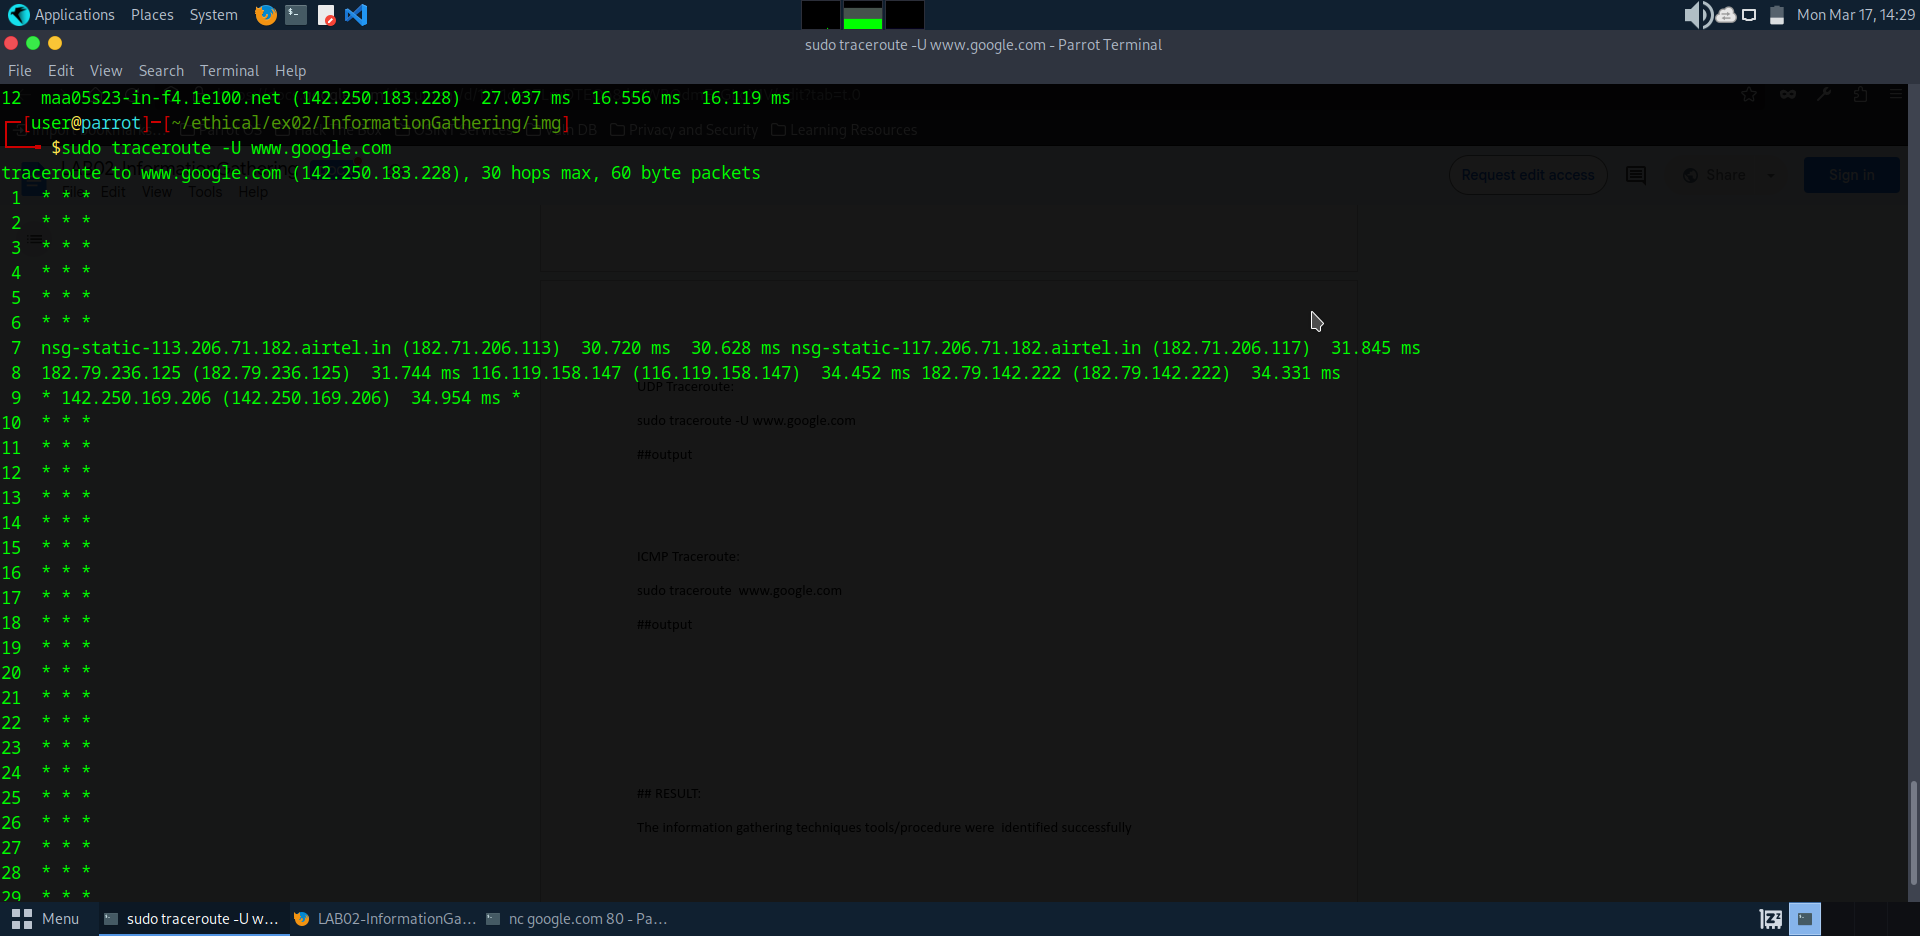 Applications Places System Mon Mar 17, 14:29
sudo traceroute -U www.google.com - Parrot Terminal
File Edit View Search Terminal Help
12 maa05s23-in-f4.1e100.net (142.250.183.228) 27.037 ms 16.556 ms 16.119 ms
[user@parrot]─[~/ethical/ex02/InformationGathering/img]
$sudo traceroute -U www.google.com
traceroute to www.google.com (142.250.183.228), 30 hops max, 60 byte packets
1 * * *
2 * * *
3 * * *
4 * * *
5 * * *
6 * * *
7 nsg-static-113.206.71.182.airtel.in (182.71.206.113) 30.720 ms 30.628 ms nsg-static-117.206.71.182.airtel.in (182.71.206.117) 31.845 ms
8 182.79.236.125 (182.79.236.125) 31.744 ms 116.119.158.147 (116.119.158.147) 34.452 ms 182.79.142.222 (182.79.142.222) 34.331 ms
9 * 142.250.169.206 (142.250.169.206) 34.954 ms *
10 * * *
11 * * *
12 * * *
13 * * *
14 * * *
15 * * *
16 * * *
17 * * *
18 * * *
19 * * *
20 * * *
21 * * *
22 * * *
23 * * *
24 * * *
25 * * *
26 * * *
27 * * *
28 * * *
29 * * *
DB Privacy and Security Learning Resources
Request edit access Share Sign in
File Edit View Tools Help
UDP Traceroute:
sudo traceroute -U www.google.com
##output
ICMP Traceroute:
sudo traceroute www.google.com
##output
## RESULT:
The information gathering techniques tools/procedure were identified successfully
Menu sudo traceroute -U w... LAB02-InformationGa... nc google.com 80 - Pa...